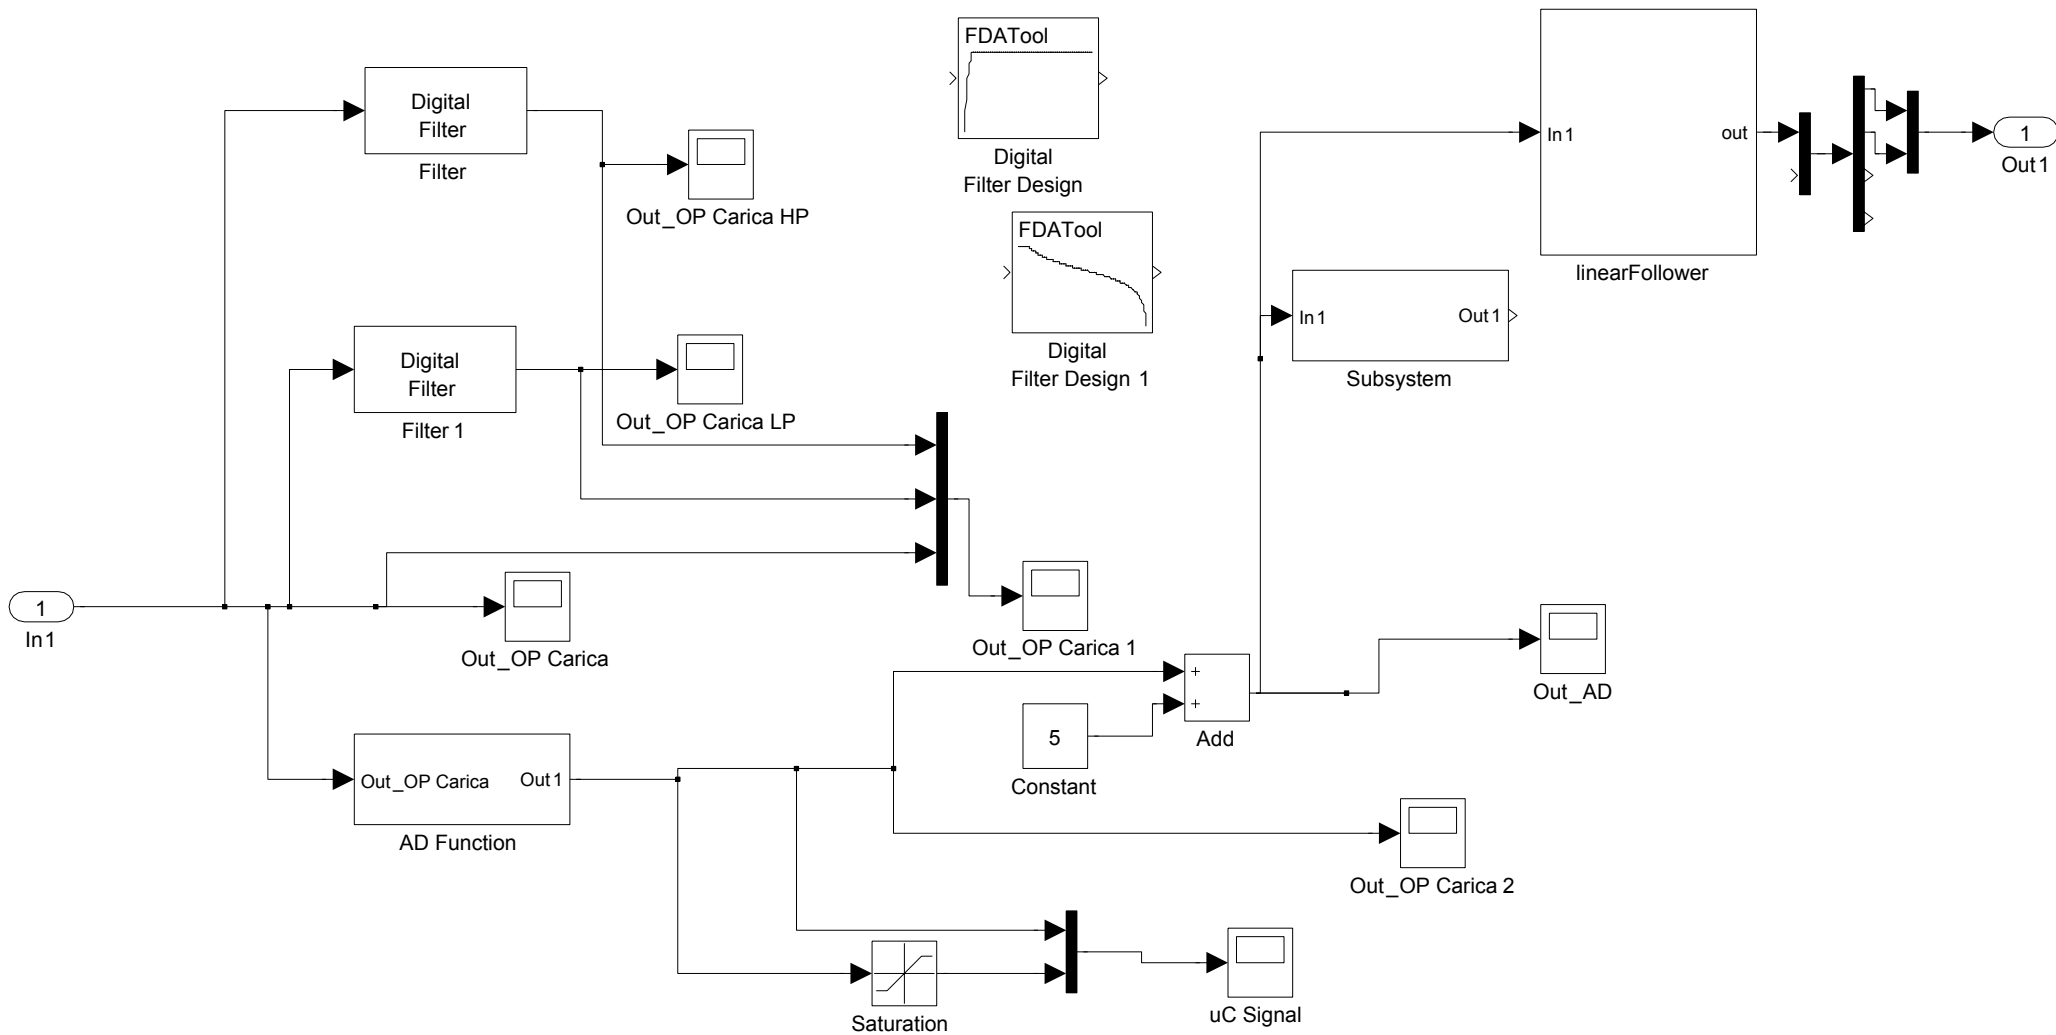 FDATool
Digital
Filter
Filter
Digital
Filter Design
In1
out
1
Out1
Out_OP Carica HP
FDATool
linearFollower
In1
Out1
Digital
Filter Design 1
Subsystem
Digital
Filter
Filter 1
Out_OP Carica LP
1
In1
Out_OP Carica
Out_OP Carica 1
+
+
Add
Out_AD
5
Constant
Out_OP Carica
Out1
AD Function
Out_OP Carica 2
Saturation
uC Signal